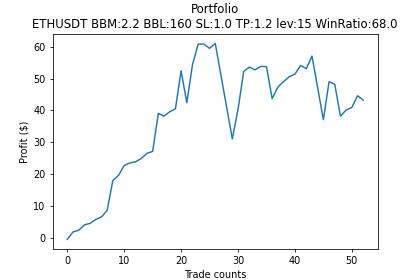 Portfolio
ETHUSDT BBM:2.2 BBL:160 SL:1.0 TP:1.2 lev:15 WinRatio:68.0
60
50
40
30
20
10
0
Profit ($)
0 10 20 30 40 50
Trade counts